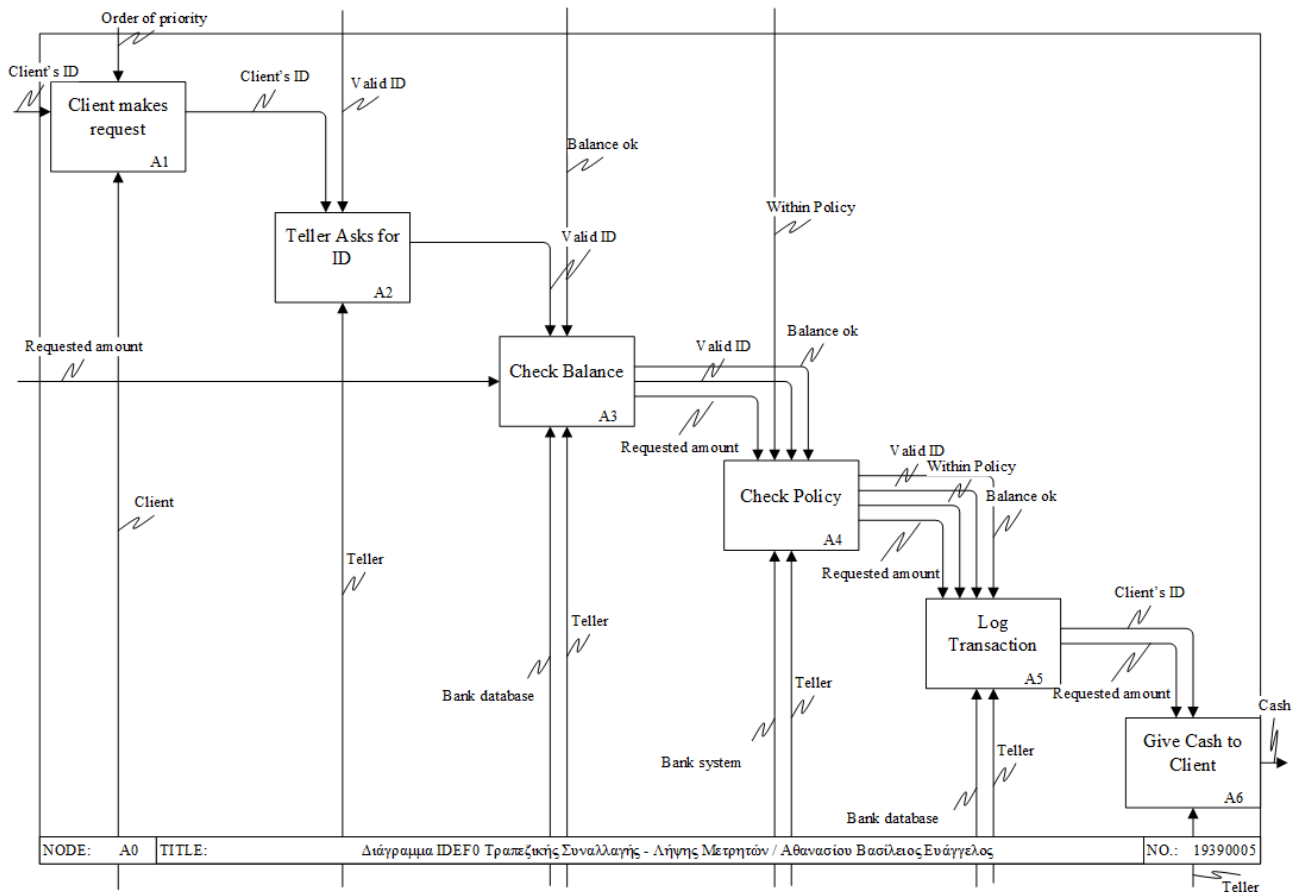 Order of priority
Client's ID
Client's ID
Valid ID
Client makes
request
A1
Balance ok
Within Policy
Teller Asks for
ID
A2
Valid ID
Requested amount
Check Balance
A3
Valid ID
Balance ok
Requested amount
Check Policy
A4
Valid ID
Within Policy
Balance ok
Requested amount
Client
Teller
Teller
Bank database
Log
Transaction
A5
Client's ID
Requested amount
Teller
Bank system
Cash
Give Cash to
Client
A6
Teller
Bank database
NODE: A0 TITLE: Διάγραμμα IDEF0 Τραπεζικής Συναλλαγής - Λήψης Μετρητών / Αθανασίου Βασίλειος Ευάγγελος NO.: 19390005
Teller